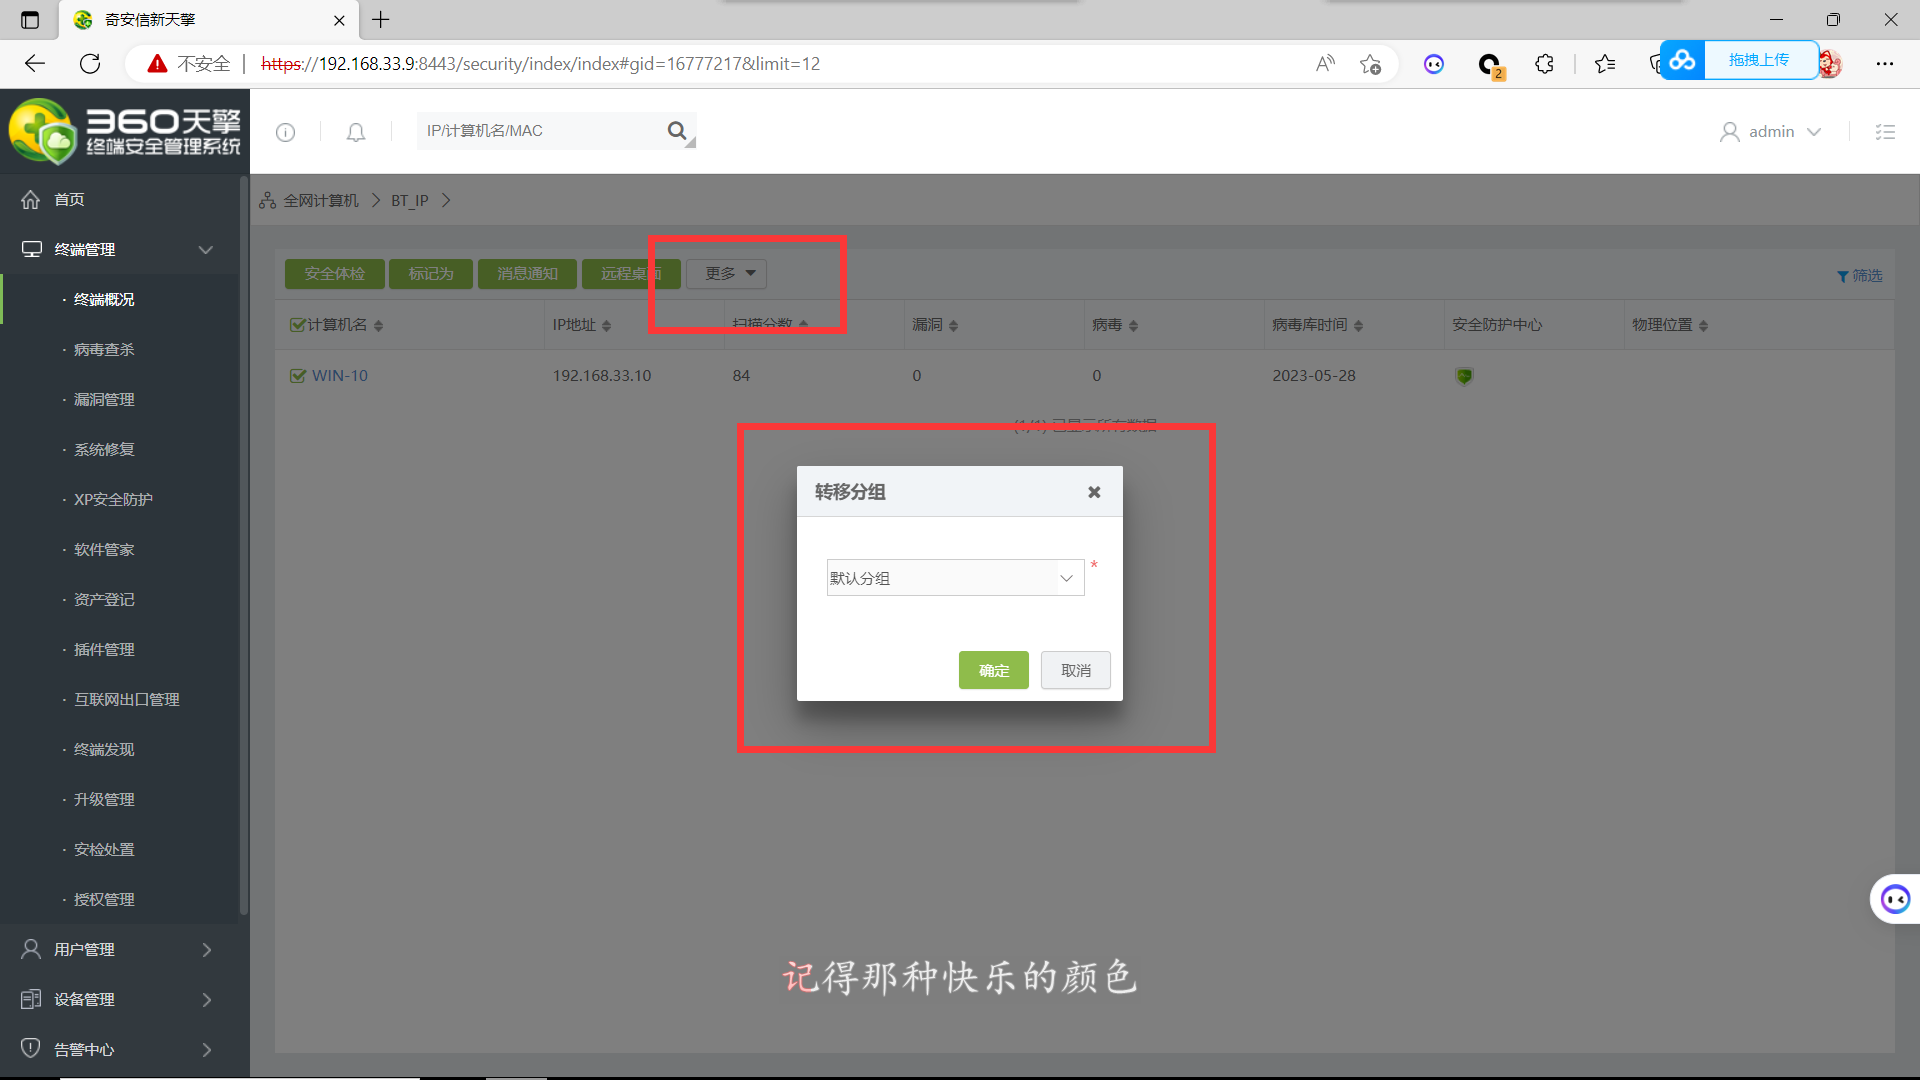 奇安信新天擎
不安全 https://192.168.33.9:8443/security/index/index#gid=16777217&limit=12
2
拖拽上传
360天擎
终端安全管理系统
IP/计算机名/MAC
admin
首页
终端管理
· 终端概况
· 病毒查杀
· 漏洞管理
· 系统修复
· XP安全防护
· 软件管家
· 资产登记
· 插件管理
· 互联网出口管理
· 终端发现
· 升级管理
· 安检处置
· 授权管理
用户管理
设备管理
告警中心
全网计算机 > BT_IP >
安全体检 标记为 消息通知 远程桌面 更多
筛选
计算机名 IP地址 扫描分数 漏洞 病毒 病毒库时间 安全防护中心 物理位置
WIN-10 192.168.33.10 84 0 0 2023-05-28
(1/1) 已显示所有数据
转移分组
默认分组 *
确定 取消
记得那种快乐的颜色